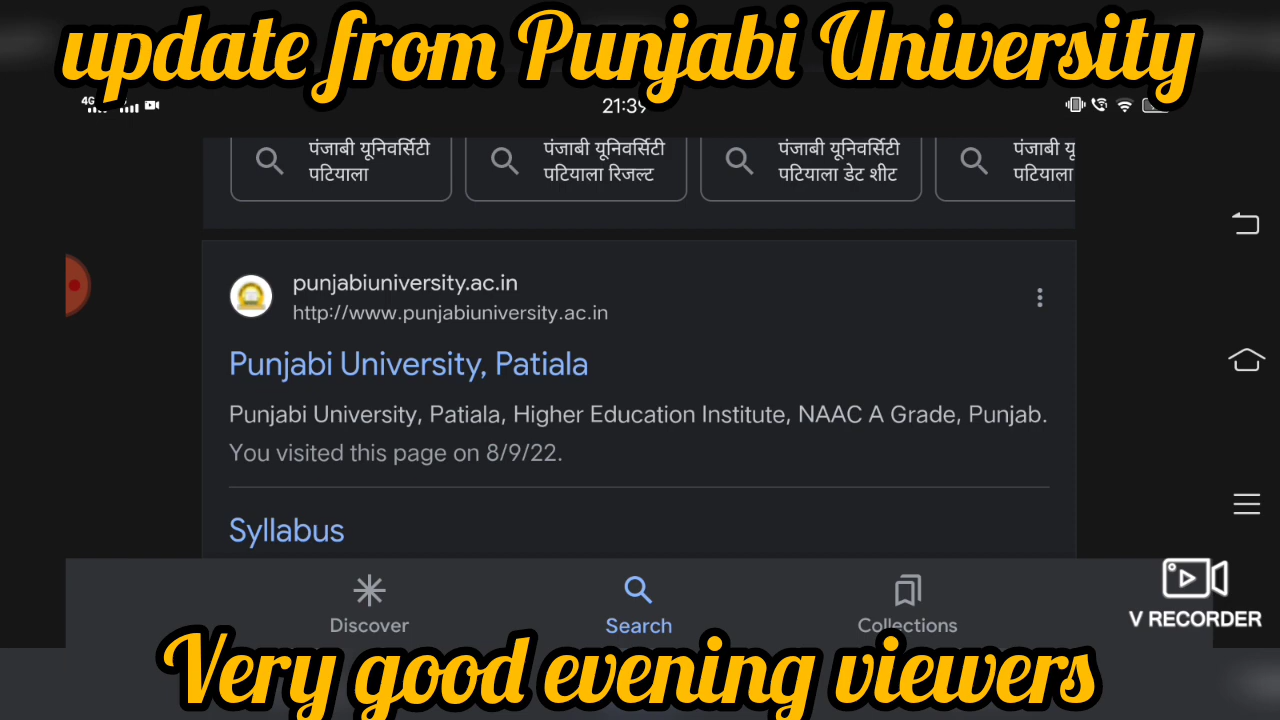 update from Punjabi University
4G 21:39
पंजाबी यूनिवर्सिटी पंजाबी यूनिवर्सिटी पंजाबी यूनिवर्सिटी पंजाबी यू
पटियाला पटियाला रिजल्ट पटियाला डेट शीट पटियाला
punjabiuniversity.ac.in
http://www.punjabiuniversity.ac.in
Punjabi University, Patiala
Punjabi University, Patiala, Higher Education Institute, NAAC A Grade, Punjab.
You visited this page on 8/9/22.
Syllabus
Discover Search Collections
V RECORDER
Very good evening viewers